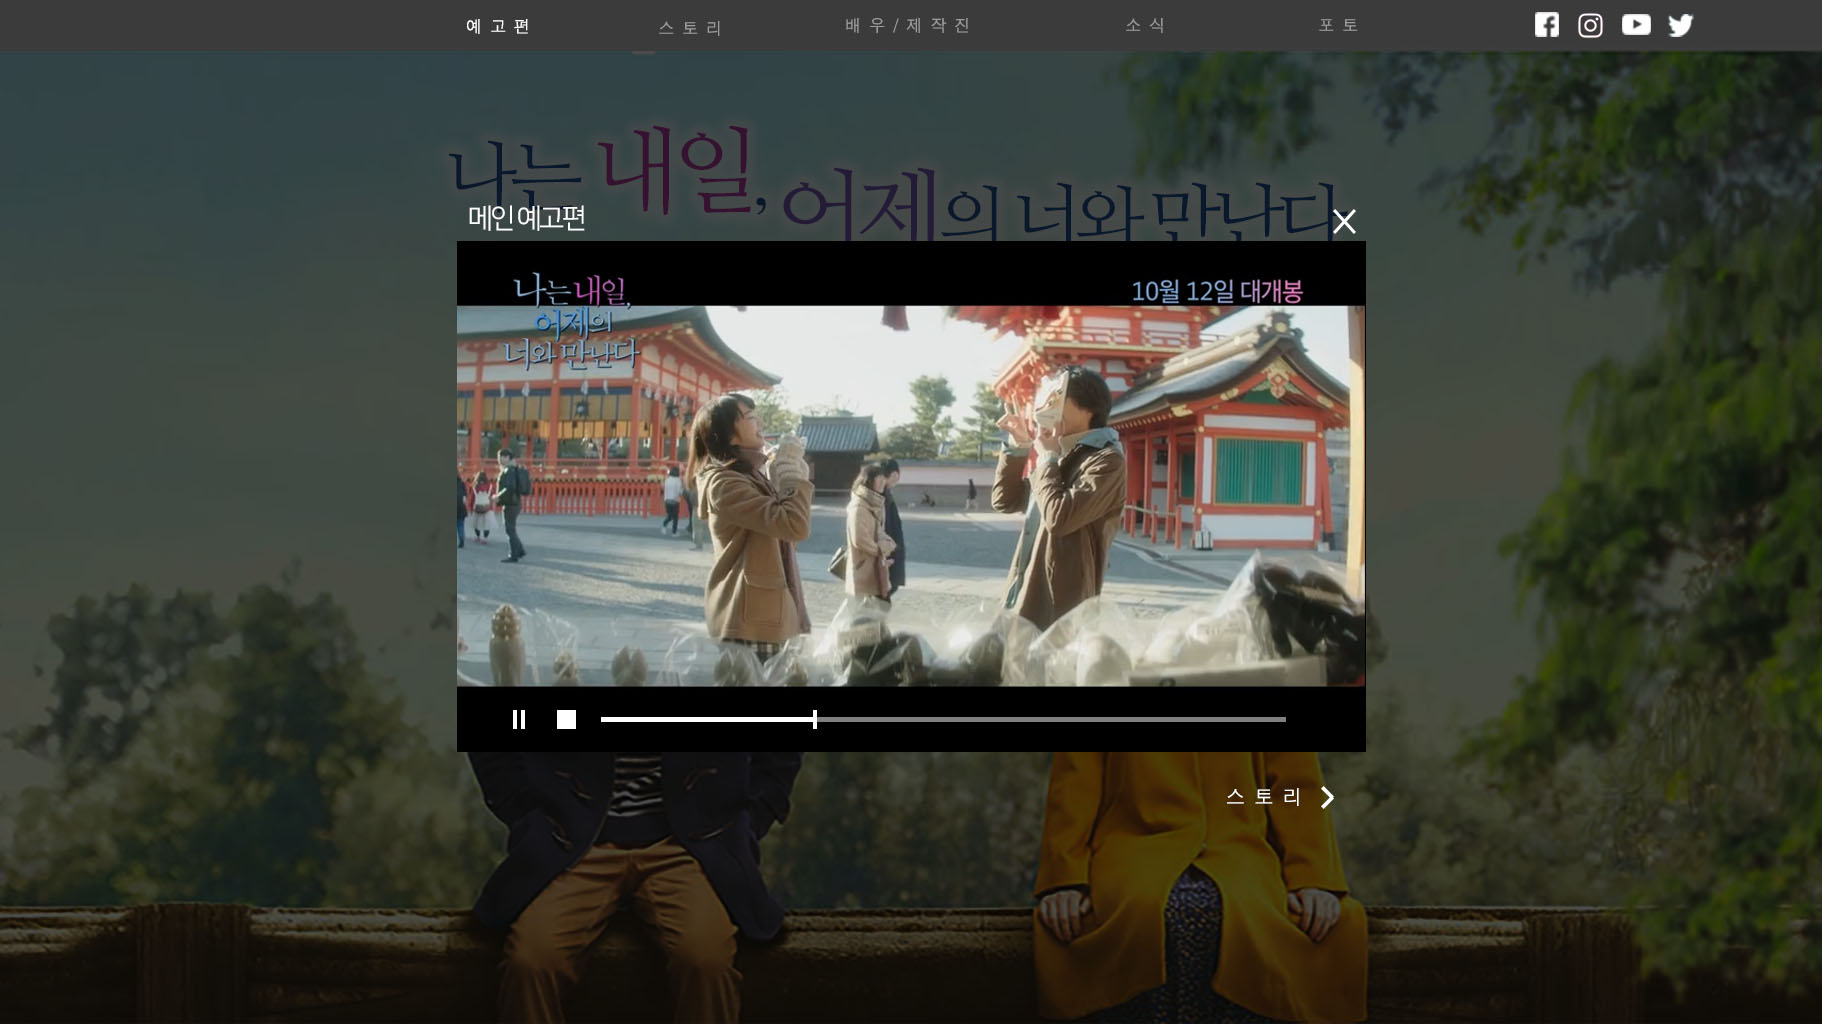 예고편
스토리
배우/제작진
소식
포토
나는 내일, 어제의 너와 만난다
메인 예고편
나는 내일,
어제의
너와 만난다
10월 12일 대개봉
스토리